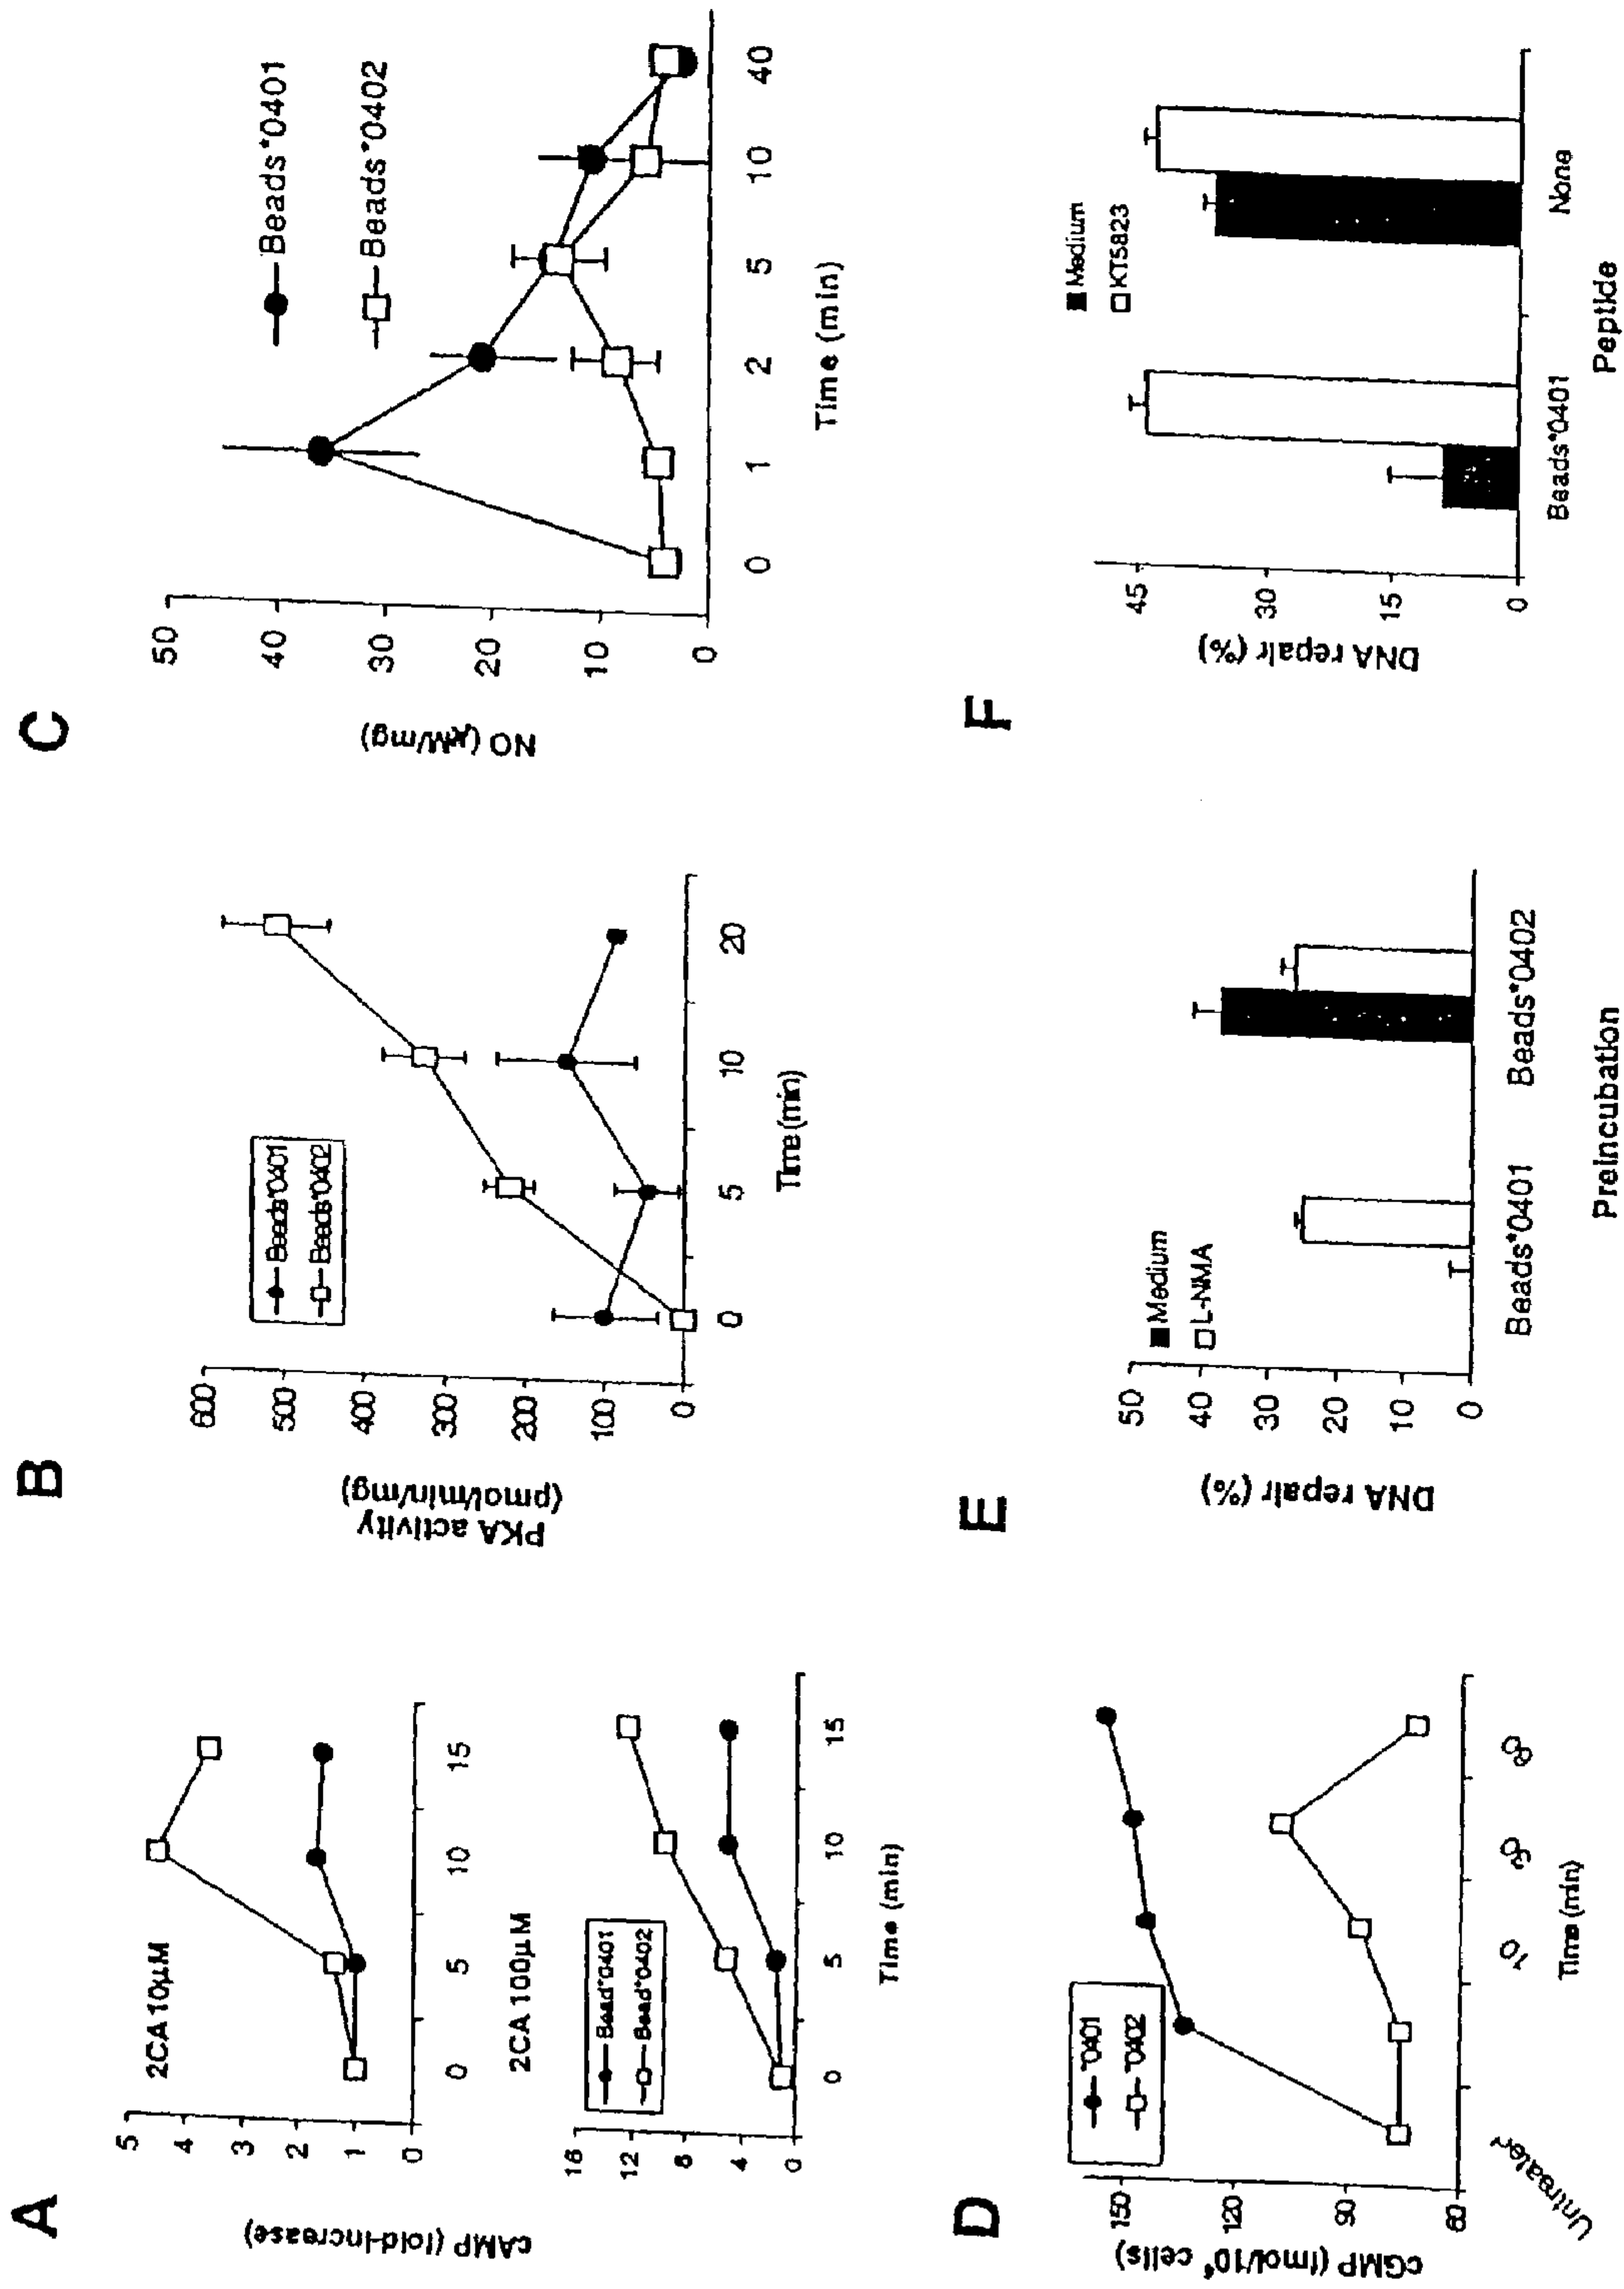 A
cAMP (fold-increase)
2CA 10µM
5
4
3
2
1
0
0 5 10 15
2CA 100µM
16
12
8
4
0
Bead*0401
Bead*0402
0 5 10 15
Time (min)
B
PKA activity
(pmol/min/mg)
600
500
400
300
200
100
0
Beads*0401
Beads*0402
0 5 10 20
Time (min)
C
NO (µM/mg)
50
40
30
20
10
0
Beads*0401
Beads*0402
0 1 2 5 10 40
Time (min)
D
cGMP (fmol/10⁶ cells)
150
120
90
60
*0401
*0402
Time (min)
E
DNA repair (%)
50
40
30
20
10
0
Medium
L-NMA
Beads*0401 Beads*0402
Preincubation
F
DNA repair (%)
45
30
15
0
Medium
KT5823
Beads*0401 None
Peptide